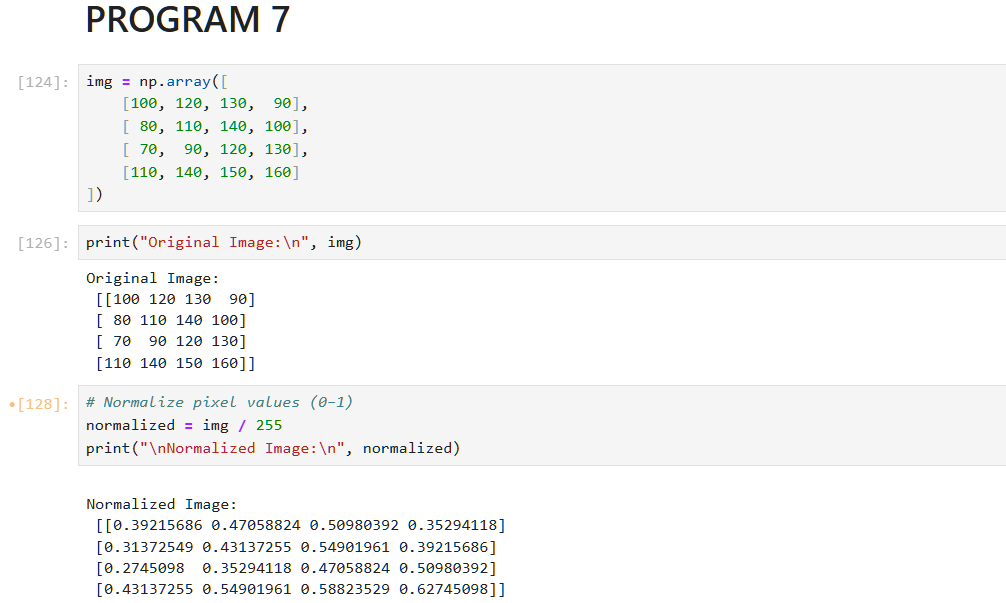 PROGRAM 7
[124]:
img = np.array([
    [100, 120, 130,  90],
    [ 80, 110, 140, 100],
    [ 70,  90, 120, 130],
    [110, 140, 150, 160]
])
[126]:
print("Original Image:\n", img)
Original Image:
 [[100 120 130  90]
 [ 80 110 140 100]
 [ 70  90 120 130]
 [110 140 150 160]]
•[128]:
# Normalize pixel values (0–1)
normalized = img / 255
print("\nNormalized Image:\n", normalized)
Normalized Image:
 [[0.39215686 0.47058824 0.50980392 0.35294118]
 [0.31372549 0.43137255 0.54901961 0.39215686]
 [0.2745098  0.35294118 0.47058824 0.50980392]
 [0.43137255 0.54901961 0.58823529 0.62745098]]